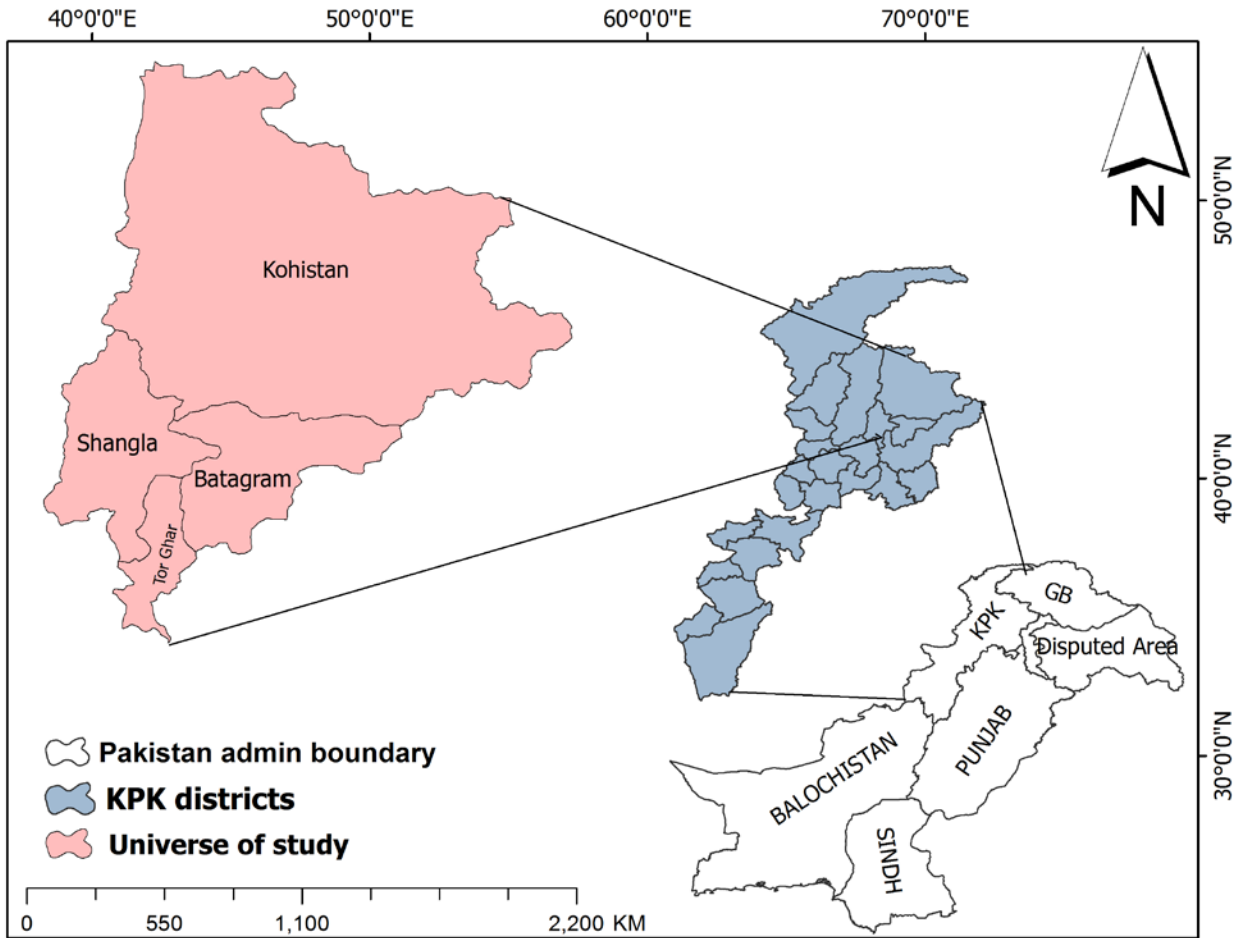 40°0'0"E
50°0'0"E
60°0'0"E
70°0'0"E
N
50°0'0"N
40°0'0"N
30°0'0"N
Kohistan
Shangla
Batagram
Tor Ghar
GB
KPK
Disputed Area
PUNJAB
BALOCHISTAN
SINDH
Pakistan admin boundary
KPK districts
Universe of study
0 550 1,100 2,200 KM